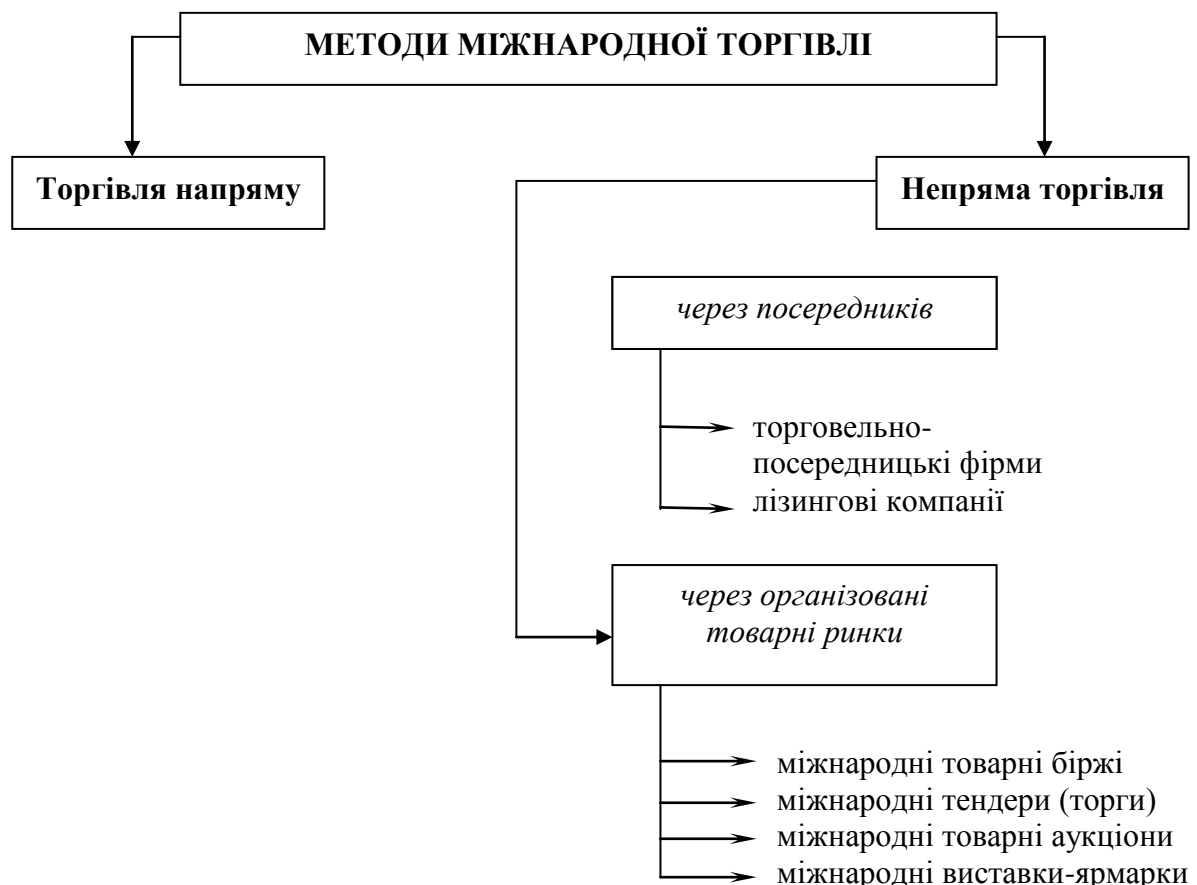 МЕТОДИ МІЖНАРОДНОЇ ТОРГІВЛІ
Торгівля напряму
Непряма торгівля
через посередників
торговельно-
посередницькі фірми
лізингові компанії
через організовані
товарні ринки
міжнародні товарні біржі
міжнародні тендери (торги)
міжнародні товарні аукціони
міжнародні виставки-ярмарки